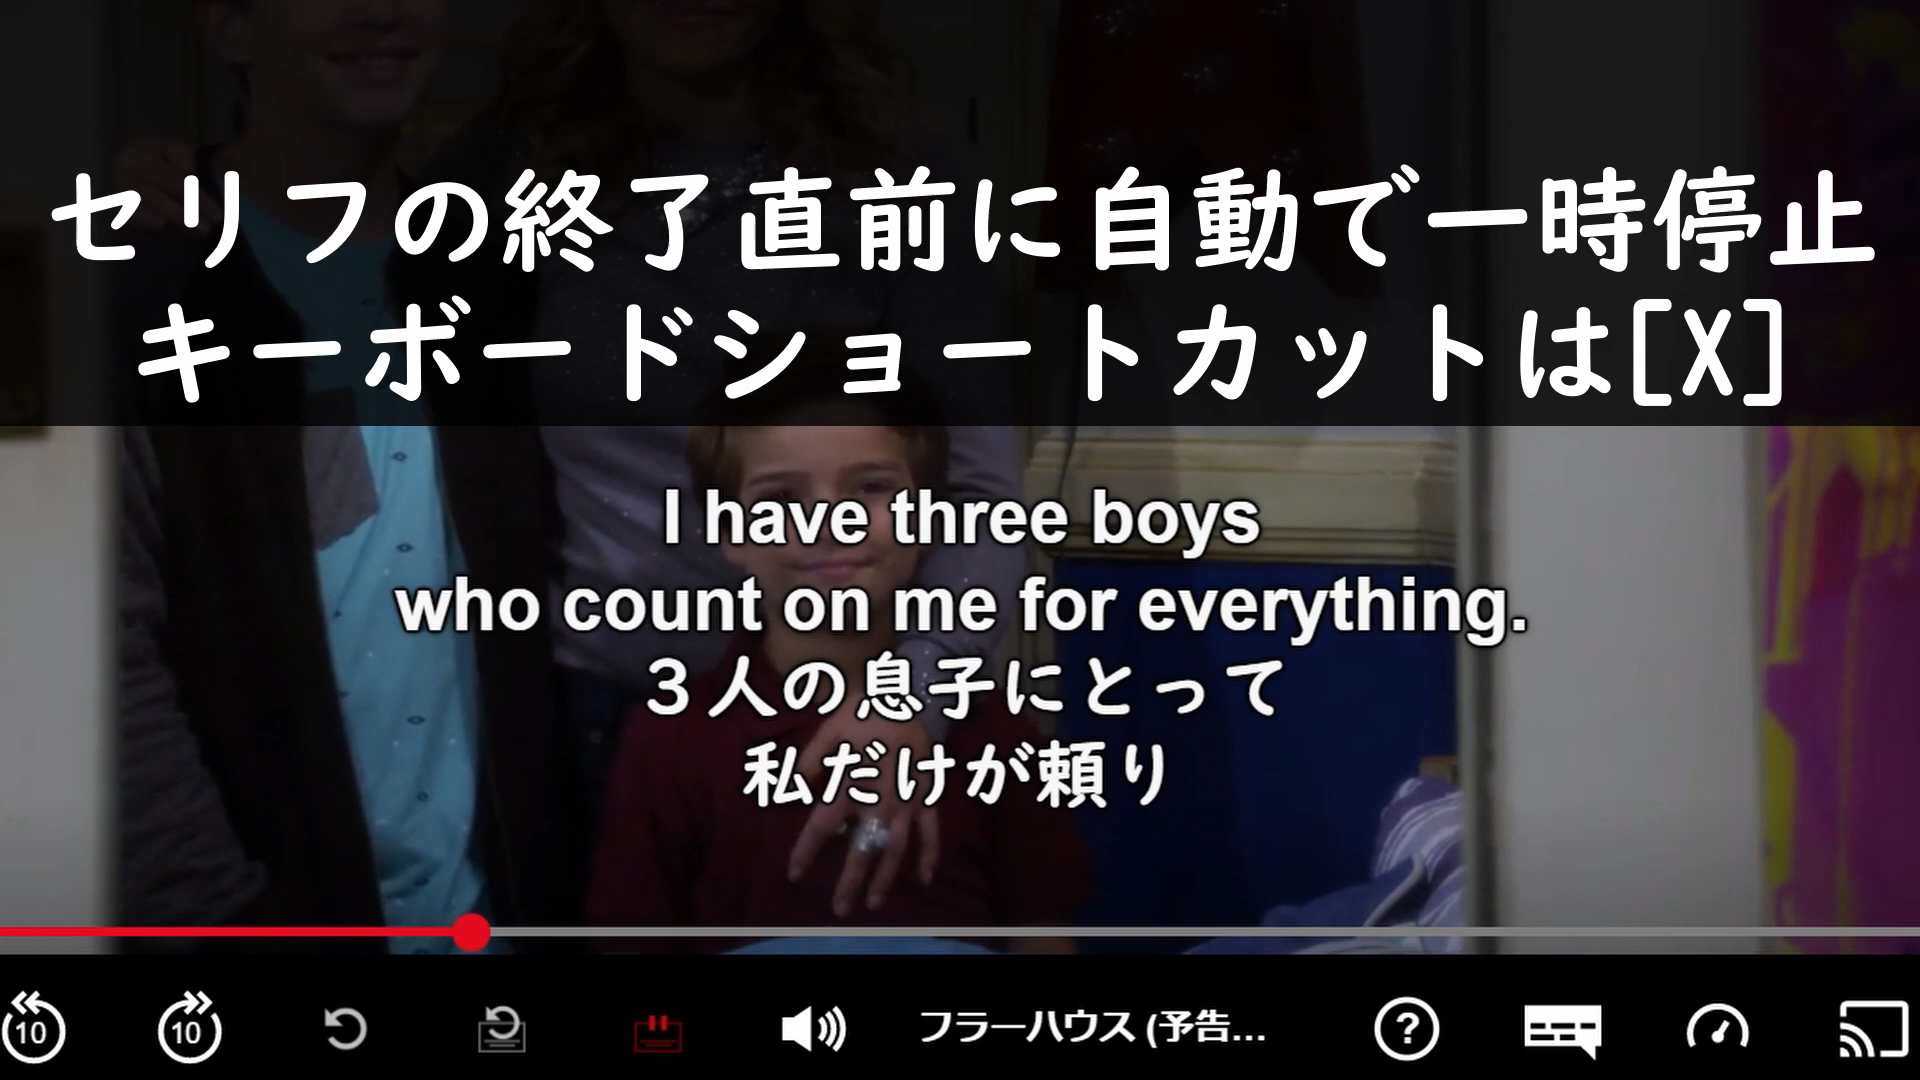 セリフの終了直前に自動で一時停止
キーボードショートカットは[X]
I have three boys
who count on me for everything.
３人の息子にとって
私だけが頼り
10
10
フラーハウス (予告...
?